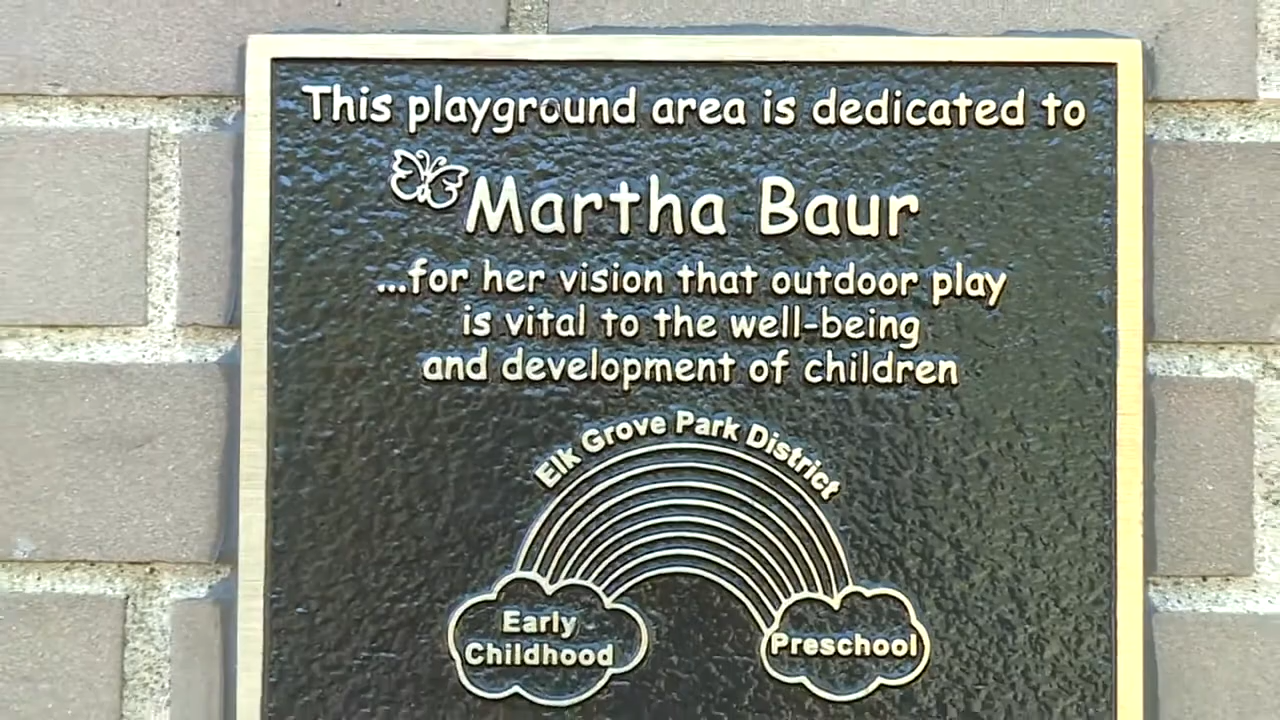 This playground area is dedicated to
Martha Baur
...for her vision that outdoor play
is vital to the well-being
and development of children
Elk Grove Park District
Early
Childhood
Preschool